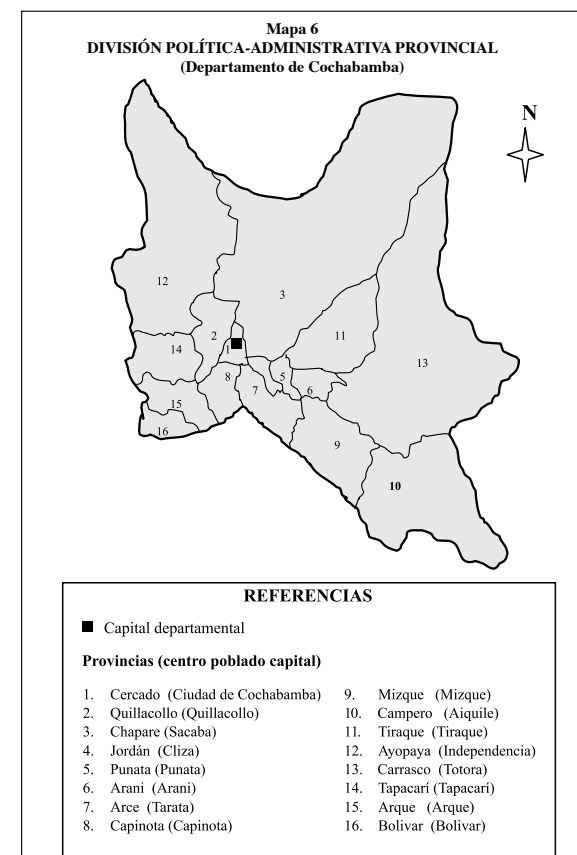 Mapa 6
DIVISIÓN POLÍTICA-ADMINISTRATIVA PROVINCIAL
(Departamento de Cochabamba)
N
12
3
2
11
1
14
13
8
5
7
6
15
16
9
10
REFERENCIAS
Capital departamental
Provincias (centro poblado capital)
1. Cercado (Ciudad de Cochabamba)
2. Quillacollo (Quillacollo)
3. Chapare (Sacaba)
4. Jordán (Cliza)
5. Punata (Punata)
6. Arani (Arani)
7. Arce (Tarata)
8. Capinota (Capinota)
9. Mizque (Mizque)
10. Campero (Aiquile)
11. Tiraque (Tiraque)
12. Ayopaya (Independencia)
13. Carrasco (Totora)
14. Tapacarí (Tapacarí)
15. Arque (Arque)
16. Bolivar (Bolivar)